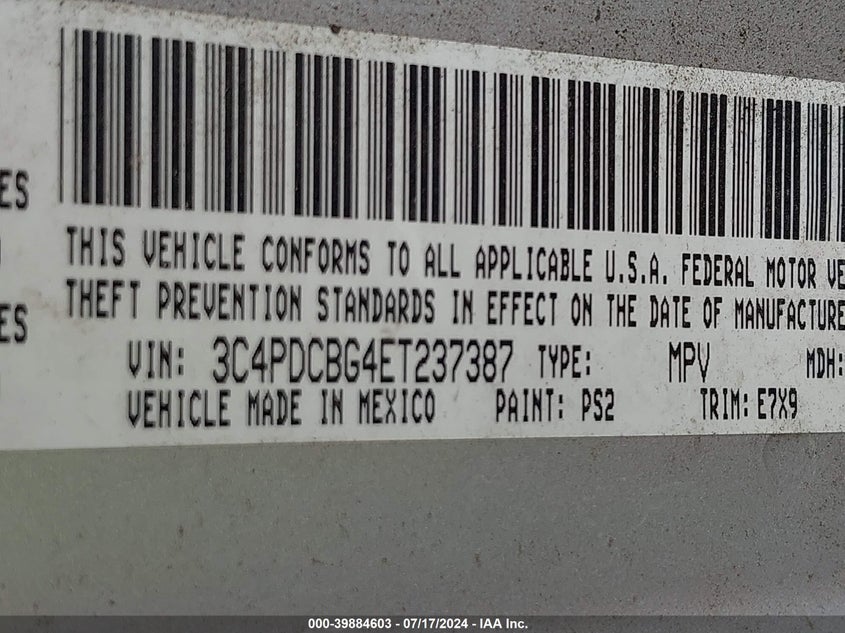 ES
THIS VEHICLE CONFORMS TO ALL APPLICABLE U.S.A. FEDERAL MOTOR VE
THEFT PREVENTION STANDARDS IN EFFECT ON THE DATE OF MANUFACTURE
ES
VIN: 3C4PDCBG4ET237387 TYPE: MPV MDH:
VEHICLE MADE IN MEXICO PAINT: PS2 TRIM: E7X9
000-39884603 - 07/17/2024 - IAA Inc.